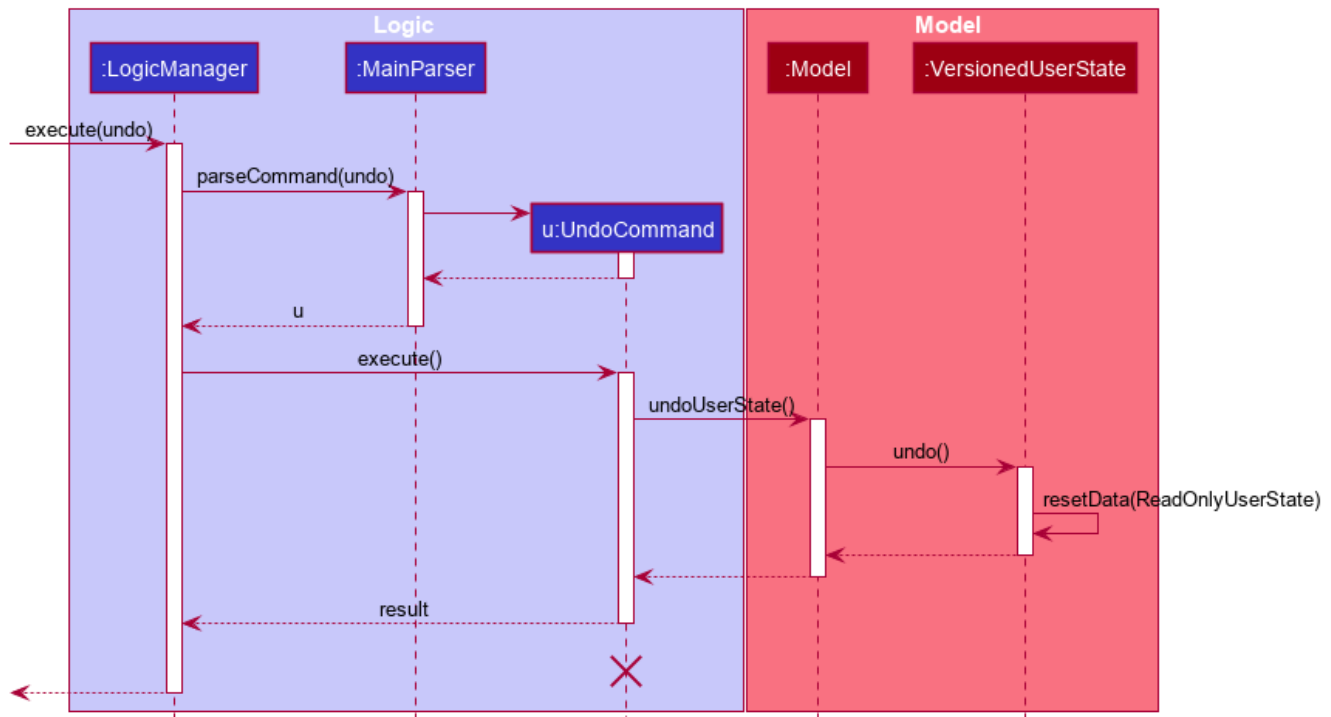 Logic
Model
:LogicManager
:MainParser
:Model
:VersionedUserState
execute(undo)
parseCommand(undo)
u:UndoCommand
u
execute()
undoUserState()
undo()
resetData(ReadOnlyUserState)
result